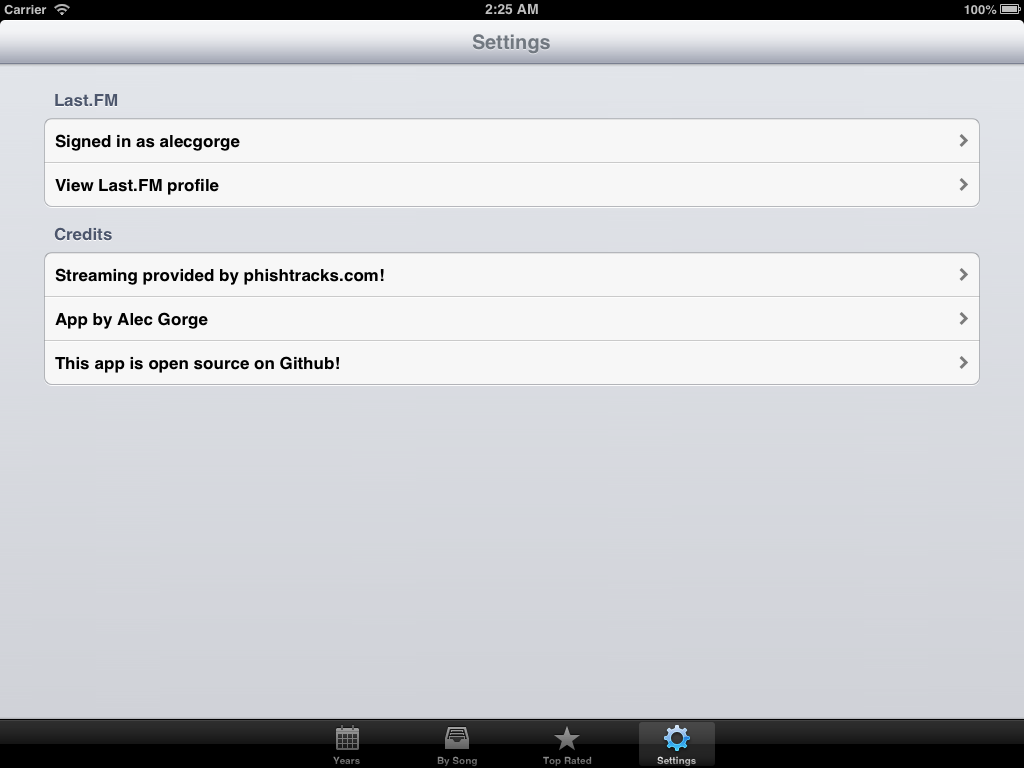 Carrier 2:25 AM 100%
Settings
Last.FM
Signed in as alecgorge
View Last.FM profile
Credits
Streaming provided by phishtracks.com!
App by Alec Gorge
This app is open source on Github!
Years By Song Top Rated Settings